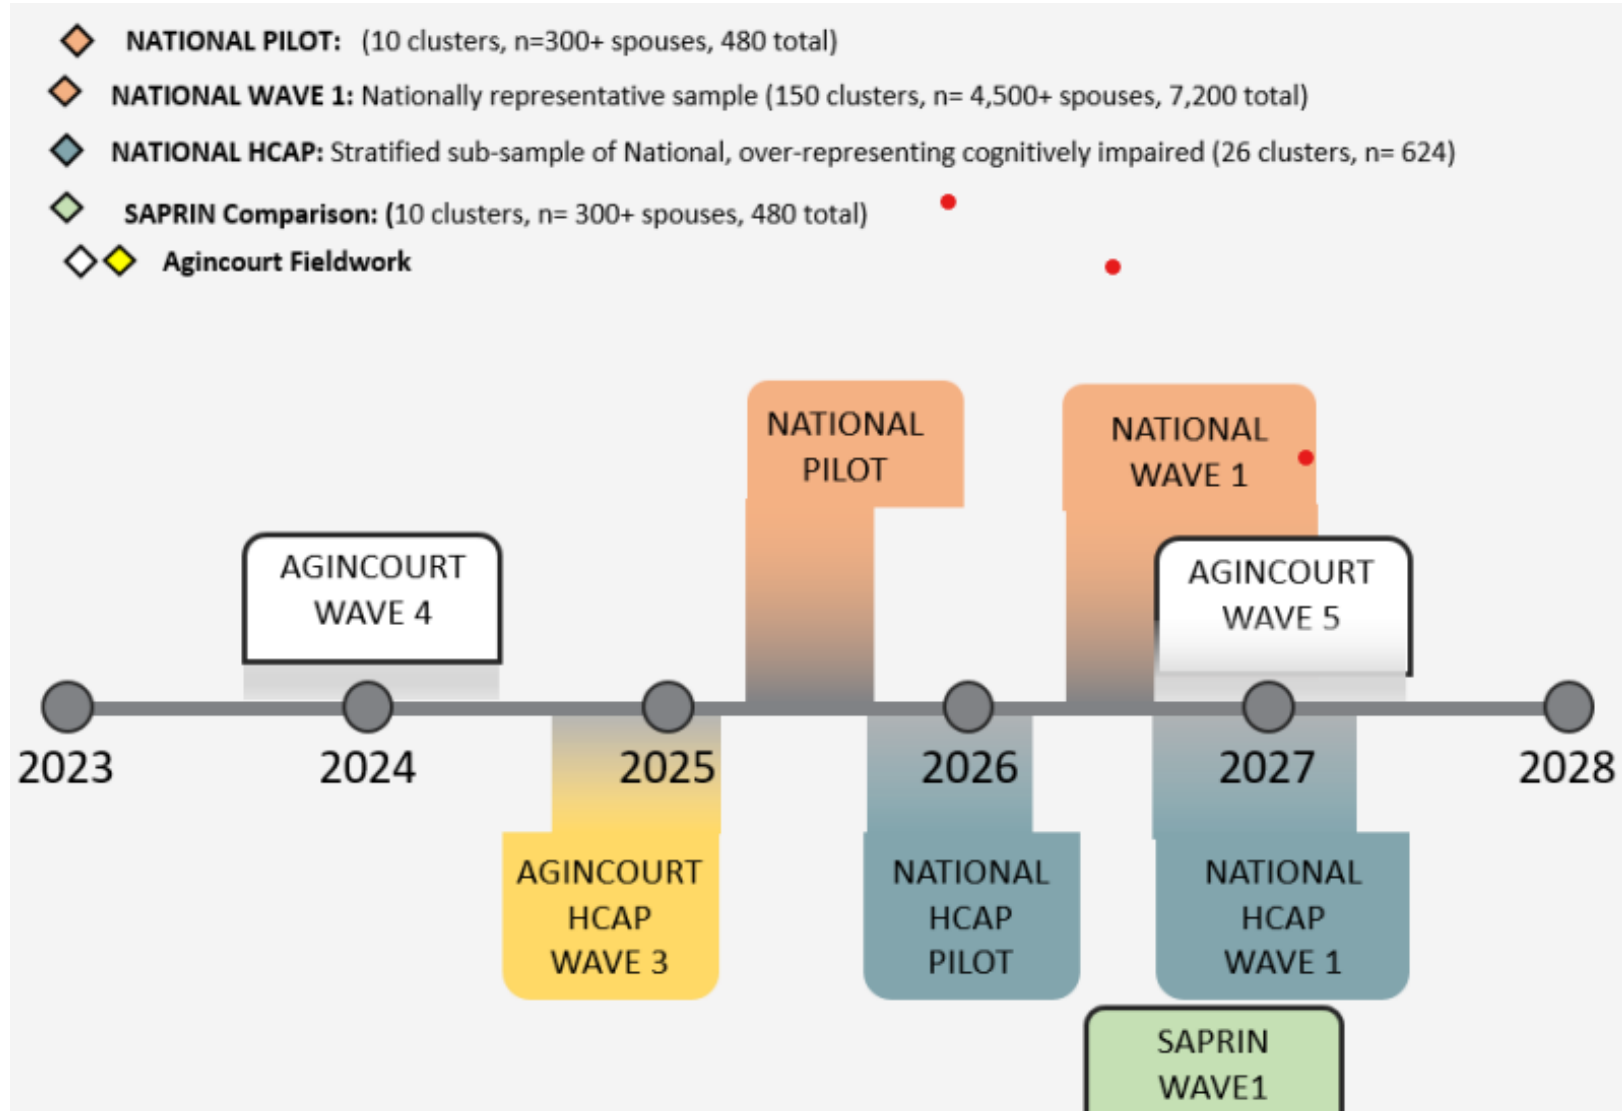 NATIONAL PILOT: (10 clusters, n=300+ spouses, 480 total)
NATIONAL WAVE 1: Nationally representative sample (150 clusters, n= 4,500+ spouses, 7,200 total)
NATIONAL HCAP: Stratified sub-sample of National, over-representing cognitively impaired (26 clusters, n= 624)
SAPRIN Comparison: (10 clusters, n= 300+ spouses, 480 total)
Agincourt Fieldwork
NATIONAL
PILOT
NATIONAL
WAVE 1
AGINCOURT
WAVE 4
AGINCOURT
WAVE 5
2023
2024
2025
2026
2027
2028
AGINCOURT
HCAP
WAVE 3
NATIONAL
HCAP
PILOT
NATIONAL
HCAP
WAVE 1
SAPRIN
WAVE1